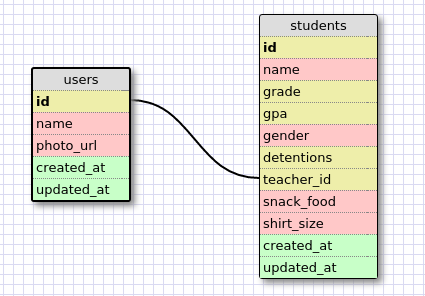 users
id
name
photo_url
created_at
updated_at
students
id
name
grade
gpa
gender
detentions
teacher_id
snack_food
shirt_size
created_at
updated_at